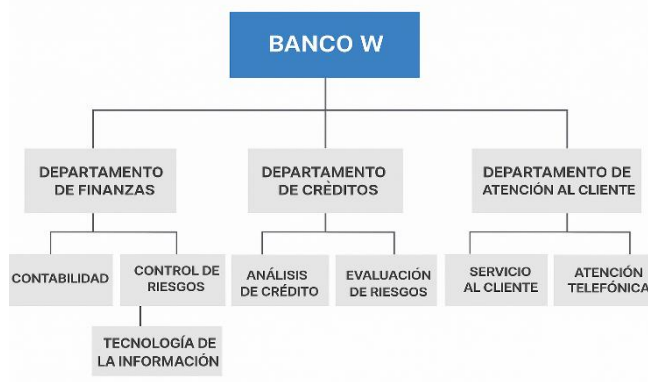 BANCO W
DEPARTAMENTO
DE FINANZAS
DEPARTAMENTO
DE CRÈDITOS
DEPARTAMENTO DE
ATENCIÓN AL CLIENTE
CONTABILIDAD
CONTROL DE
RIESGOS
ANÁLISIS
DE CRÉDITO
EVALUACIÓN
DE RIESGOS
SERVICIO
AL CLIENTE
ATENCIÓN
TELEFÓNICA
TECNOLOGÍA DE
LA INFORMACIÓN